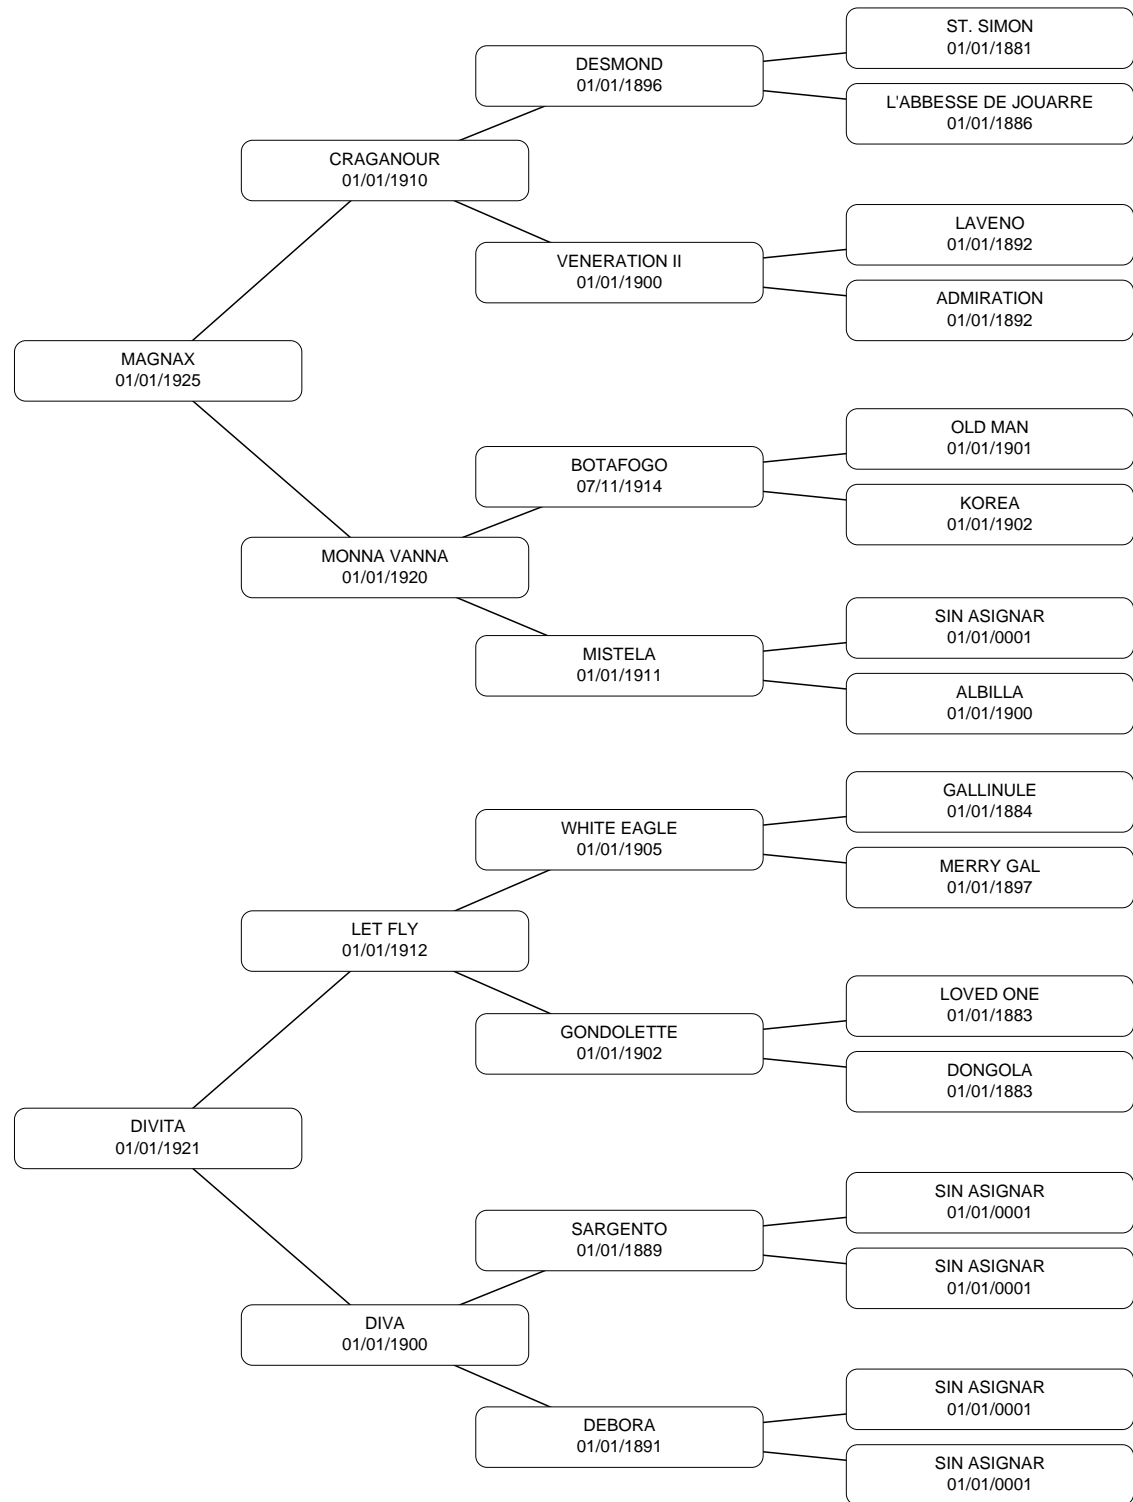 ST. SIMON
01/01/1881
DESMOND
01/01/1896
L'ABBESSE DE JOUARRE
01/01/1886
CRAGANOUR
01/01/1910
LAVENO
01/01/1892
VENERATION II
01/01/1900
ADMIRATION
01/01/1892
MAGNAX
01/01/1925
OLD MAN
01/01/1901
BOTAFOGO
07/11/1914
KOREA
01/01/1902
MONNA VANNA
01/01/1920
SIN ASIGNAR
01/01/0001
MISTELA
01/01/1911
ALBILLA
01/01/1900
GALLINULE
01/01/1884
WHITE EAGLE
01/01/1905
MERRY GAL
01/01/1897
LET FLY
01/01/1912
LOVED ONE
01/01/1883
GONDOLETTE
01/01/1902
DONGOLA
01/01/1883
DIVITA
01/01/1921
SIN ASIGNAR
01/01/0001
SARGENTO
01/01/1889
SIN ASIGNAR
01/01/0001
DIVA
01/01/1900
SIN ASIGNAR
01/01/0001
DEBORA
01/01/1891
SIN ASIGNAR
01/01/0001